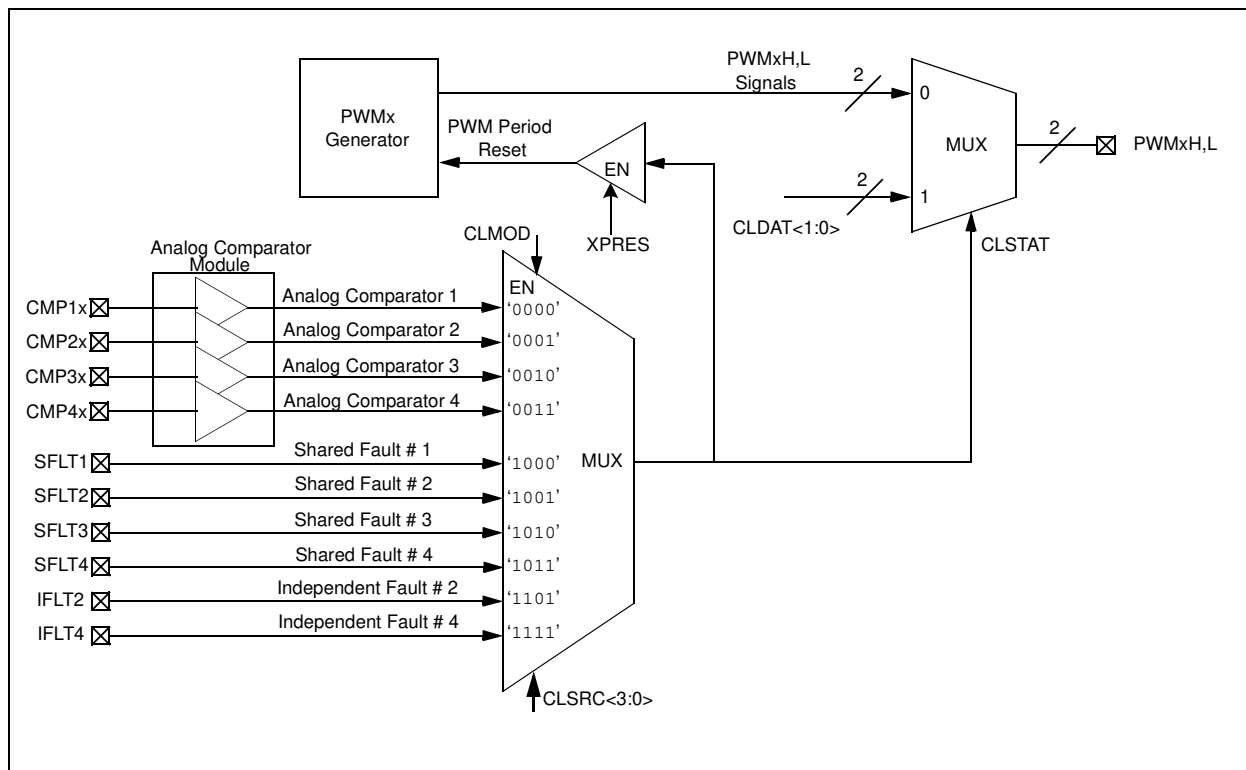 PWMxH,L
Signals
2
0
PWMx
Generator
PWM Period
Reset
EN
MUX
2
PWMxH,L
2
1
CLDAT<1:0>
XPRES
CLMOD
CLSTAT
Analog Comparator
Module
EN
CMP1x
Analog Comparator 1
‘0000’
CMP2x
Analog Comparator 2
‘0001’
CMP3x
Analog Comparator 3
‘0010’
CMP4x
Analog Comparator 4
‘0011’
SFLT1
Shared Fault # 1
‘1000’
MUX
SFLT2
Shared Fault # 2
‘1001’
SFLT3
Shared Fault # 3
‘1010’
SFLT4
Shared Fault # 4
‘1011’
IFLT2
Independent Fault # 2
‘1101’
IFLT4
Independent Fault # 4
‘1111’
CLSRC<3:0>